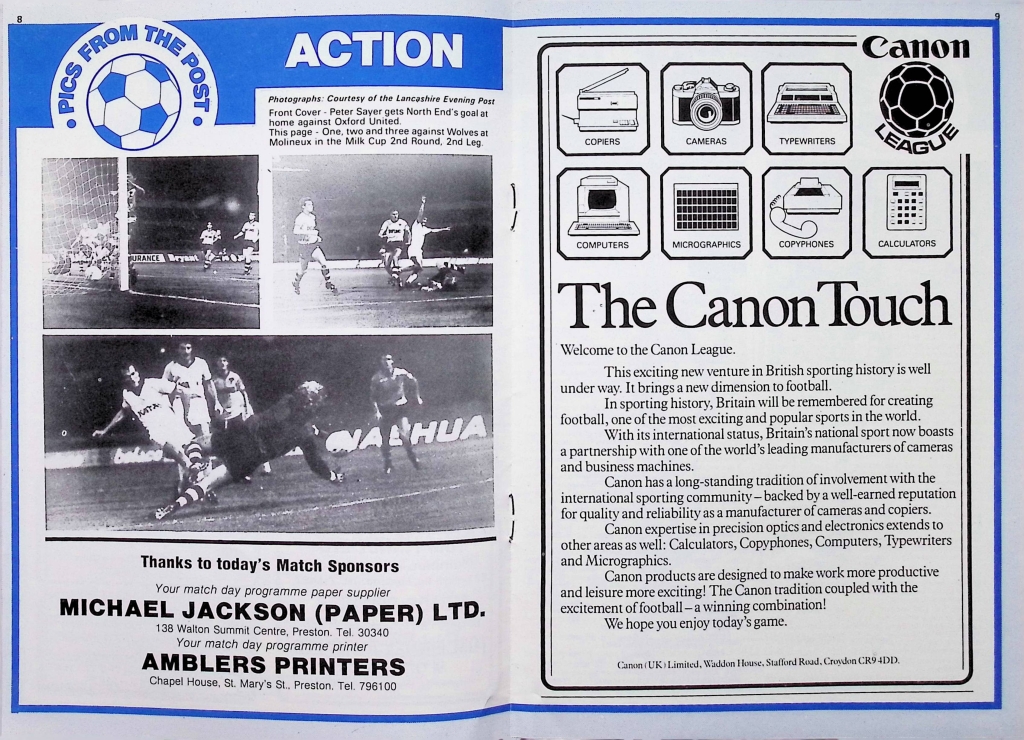 8
PICS FROM THE POST
ACTION
Photographs: Courtesy of the Lancashire Evening Post
Front Cover - Peter Sayer gets North End's goal at
home against Oxford United.
This page - One, two and three against Wolves at
Molineux in the Milk Cup 2nd Round, 2nd Leg.
URANCE Bryant
Thanks to today's Match Sponsors
Your match day programme paper supplier
MICHAEL JACKSON (PAPER) LTD.
138 Walton Summit Centre, Preston. Tel. 30340
Your match day programme printer
AMBLERS PRINTERS
Chapel House, St. Mary's St., Preston. Tel. 796100
9
Canon
LEAGUE
COPIERS
CAMERAS
TYPEWRITERS
COMPUTERS
MICROGRAPHICS
COPYPHONES
CALCULATORS
The Canon Touch
Welcome to the Canon League.
This exciting new venture in British sporting history is well
under way. It brings a new dimension to football.
In sporting history, Britain will be remembered for creating
football, one of the most exciting and popular sports in the world.
With its international status, Britain's national sport now boasts
a partnership with one of the world's leading manufacturers of cameras
and business machines.
Canon has a long-standing tradition of involvement with the
international sporting community – backed by a well-earned reputation
for quality and reliability as a manufacturer of cameras and copiers.
Canon expertise in precision optics and electronics extends to
other areas as well: Calculators, Copyphones, Computers, Typewriters
and Micrographics.
Canon products are designed to make work more productive
and leisure more exciting! The Canon tradition coupled with the
excitement of football – a winning combination!
We hope you enjoy today's game.
Canon (UK) Limited, Waddon House, Stafford Road, Croydon CR9 4DD.